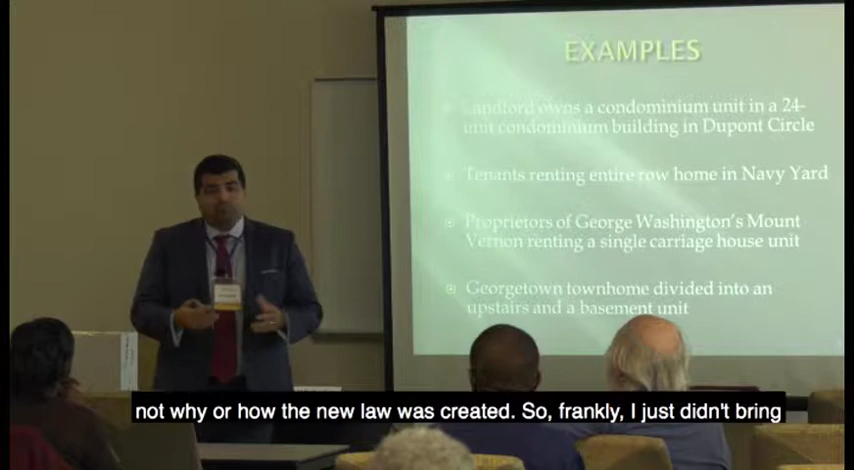 EXAMPLES
Landlord owns a condominium unit in a 24-
unit condominium building in Dupont Circle
Tenants renting entire row home in Navy Yard
Proprietors of George Washington's Mount
Vernon renting a single carriage house unit
Georgetown townhome divided into an
upstairs and a basement unit
not why or how the new law was created. So, frankly, I just didn't bring